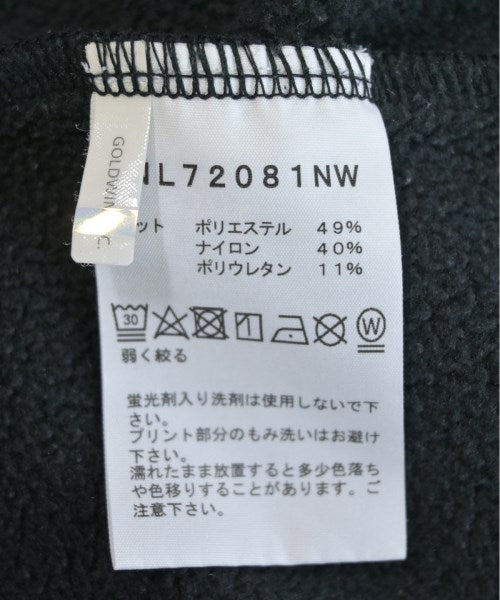 GOLDWIN
C.
NL72081NW
ット ポリエステル 49%
ナイロン 40%
ポリウレタン 11%
30
W
弱く絞る
蛍光剤入り洗剤は使用しないで下
さい。
プリント部分のもみ洗いはお避け
下さい。
濡れたまま放置すると多少色落ち
や色移りすることがあります。ご
注意下さい。